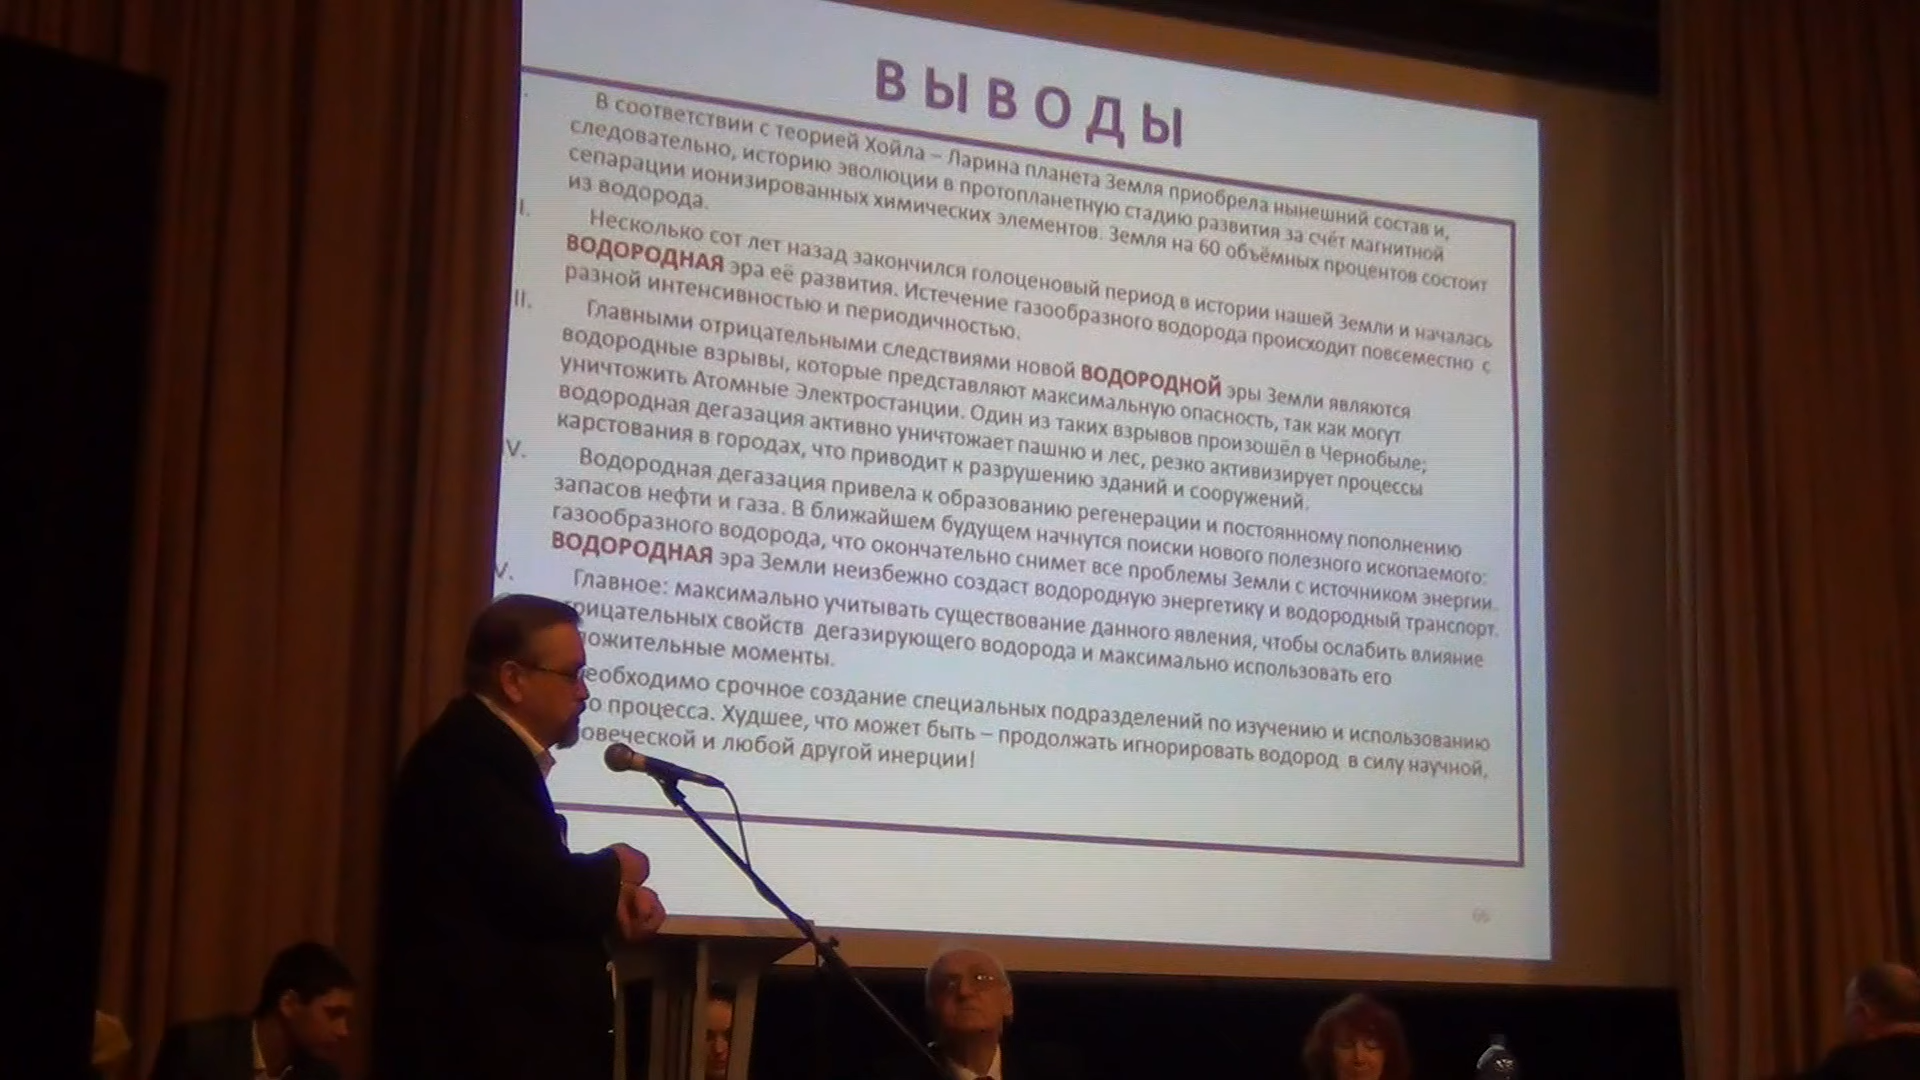 ВЫВОДЫ
В соответствии с теорией Хойла – Ларина планета Земля приобрела нынешний состав и,
следовательно, историю эволюции в протопланетную стадию развития за счёт магнитной
сепарации ионизированных химических элементов. Земля на 60 объёмных процентов состоит
из водорода.
I. Несколько сот лет назад закончился голоценовый период в истории нашей Земли и началась
ВОДОРОДНАЯ эра её развития. Истечение газообразного водорода происходит повсеместно с
разной интенсивностью и периодичностью.
II. Главными отрицательными следствиями новой ВОДОРОДНОЙ эры Земли являются
водородные взрывы, которые представляют максимальную опасность, так как могут
уничтожить Атомные Электростанции. Один из таких взрывов произошёл в Чернобыле;
водородная дегазация активно уничтожает пашню и лес, резко активизирует процессы
карстования в городах, что приводит к разрушению зданий и сооружений.
V. Водородная дегазация привела к образованию регенерации и постоянному пополнению
запасов нефти и газа. В ближайшем будущем начнутся поиски нового полезного ископаемого:
газообразного водорода, что окончательно снимет все проблемы Земли с источником энергии.
ВОДОРОДНАЯ эра Земли неизбежно создаст водородную энергетику и водородный транспорт.
V. Главное: максимально учитывать существование данного явления, чтобы ослабить влияние
трицательных свойств дегазирующего водорода и максимально использовать его
ложительные моменты.
еобходимо срочное создание специальных подразделений по изучению и использованию
о процесса. Худшее, что может быть – продолжать игнорировать водород в силу научной,
овеческой и любой другой инерции!
66